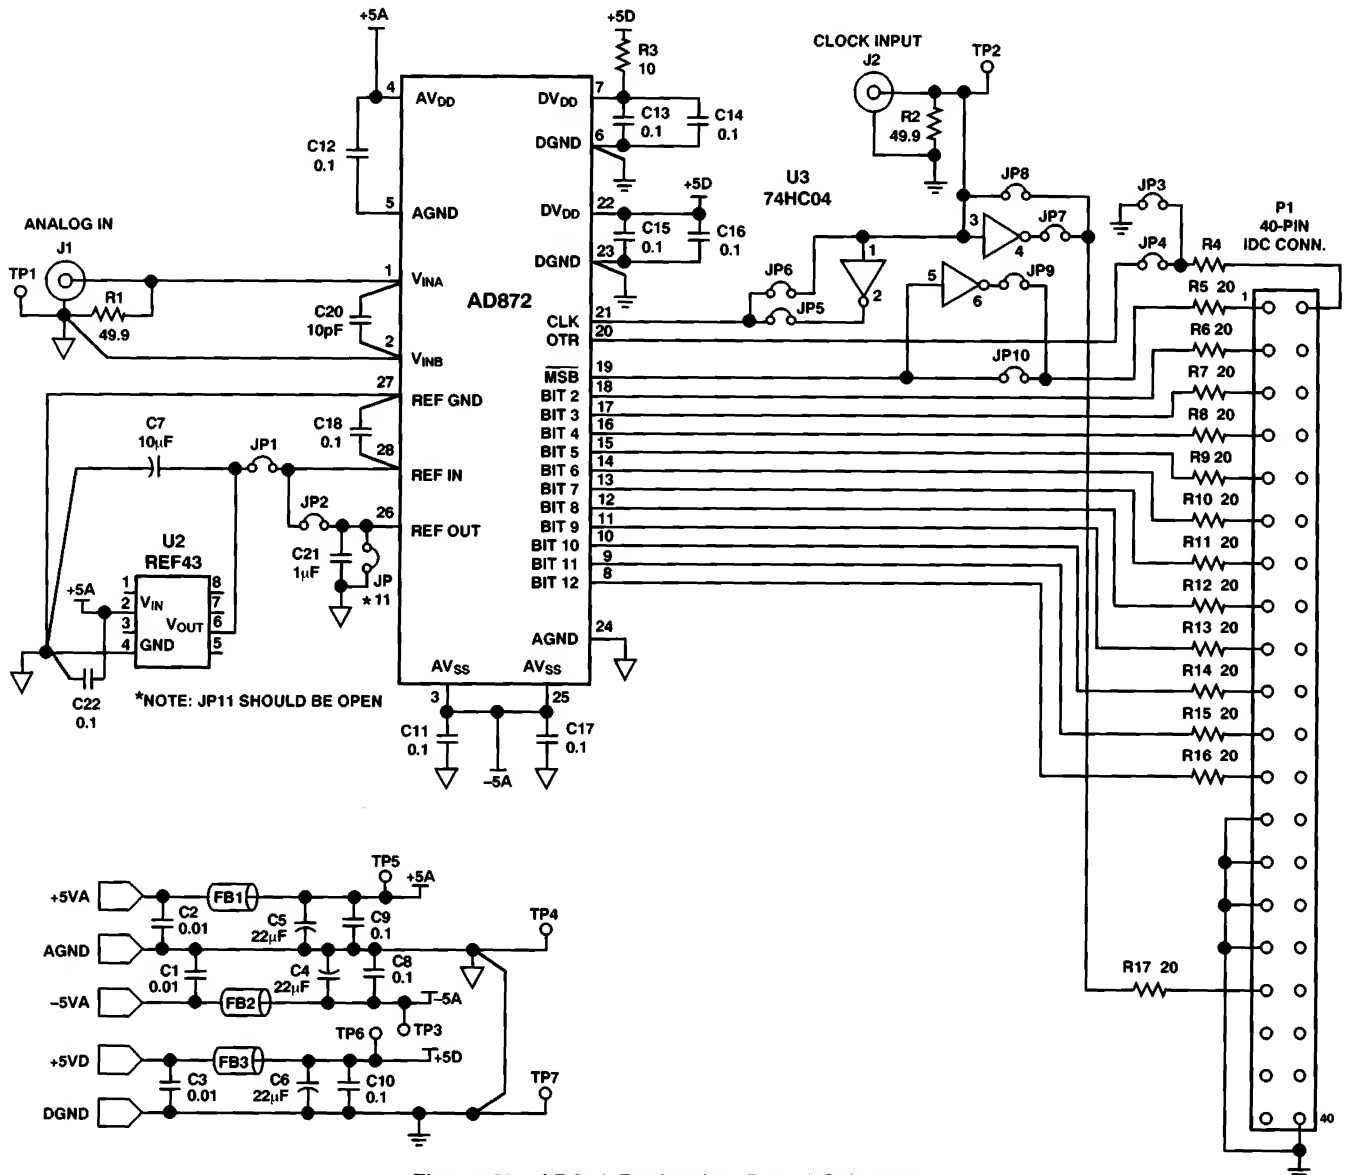 +5A
+5D
R3
10
CLOCK INPUT
J2
TP2
4
AVDD
DVDD
7
C13
0.1
C14
0.1
R2
49.9
C12
0.1
DGND
6
U3
74HC04
JP8
JP3
P1
40-PIN
IDC CONN.
+5D
5
AGND
DVDD
22
C15
0.1
C16
0.1
3
4
JP7
JP4
R4
ANALOG IN
J1
TP1
R1
49.9
DGND
23
1
2
JP6
JP5
5
6
JP9
1
VINA
AD872
C20
10pF
2
VINB
CLK
21
OTR
20
R5 20
1
R6 20
JP10
27
REF GND
MSB
19
BIT 2
18
R7 20
BIT 3
17
R8 20
C18
0.1
C7
10µF
JP1
BIT 4
16
BIT 5
15
R9 20
28
REF IN
BIT 6
14
BIT 7
13
R10 20
JP2
26
REF OUT
BIT 8
12
BIT 9
11
R11 20
C21
1µF
JP
*11
BIT 10
10
BIT 11
9
BIT 12
8
U2
REF43
+5A
1
2
3
4
VIN
VOUT
GND
8
7
6
5
R12 20
R13 20
AGND
24
R14 20
AVSS
AVSS
3
25
C22
0.1
*NOTE: JP11 SHOULD BE OPEN
R15 20
C11
0.1
C17
0.1
–5A
R16 20
+5VA
FB1
TP5
+5A
C2
0.01
C5
22µF
C9
0.1
TP4
AGND
C1
0.01
C4
22µF
C8
0.1
–5VA
FB2
–5A
TP3
R17 20
TP6
+5VD
FB3
+5D
C3
0.01
C6
22µF
C10
0.1
TP7
DGND
40